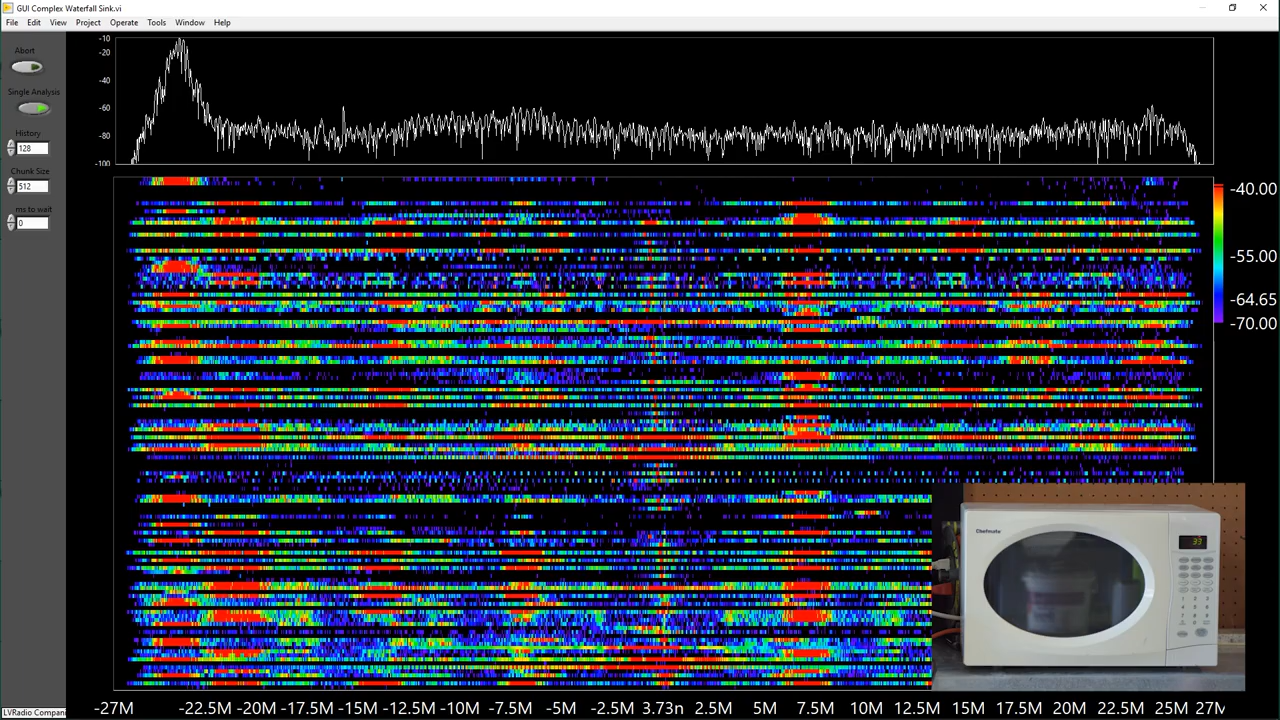 GUI Complex Waterfall Sink.vi
File Edit View Project Operate Tools Window Help
Abort
Single Analysis
History
128
Chunk Size
512
ms to wait
0
-10
-20
-40
-60
-80
-100
-40.00
-55.00
-64.65
-70.00
Chefmate
33
-27M -22.5M -20M -17.5M -15M -12.5M -10M -7.5M -5M -2.5M 3.73n 2.5M 5M 7.5M 10M 12.5M 15M 17.5M 20M 22.5M 25M 27M
LVRadio Compani